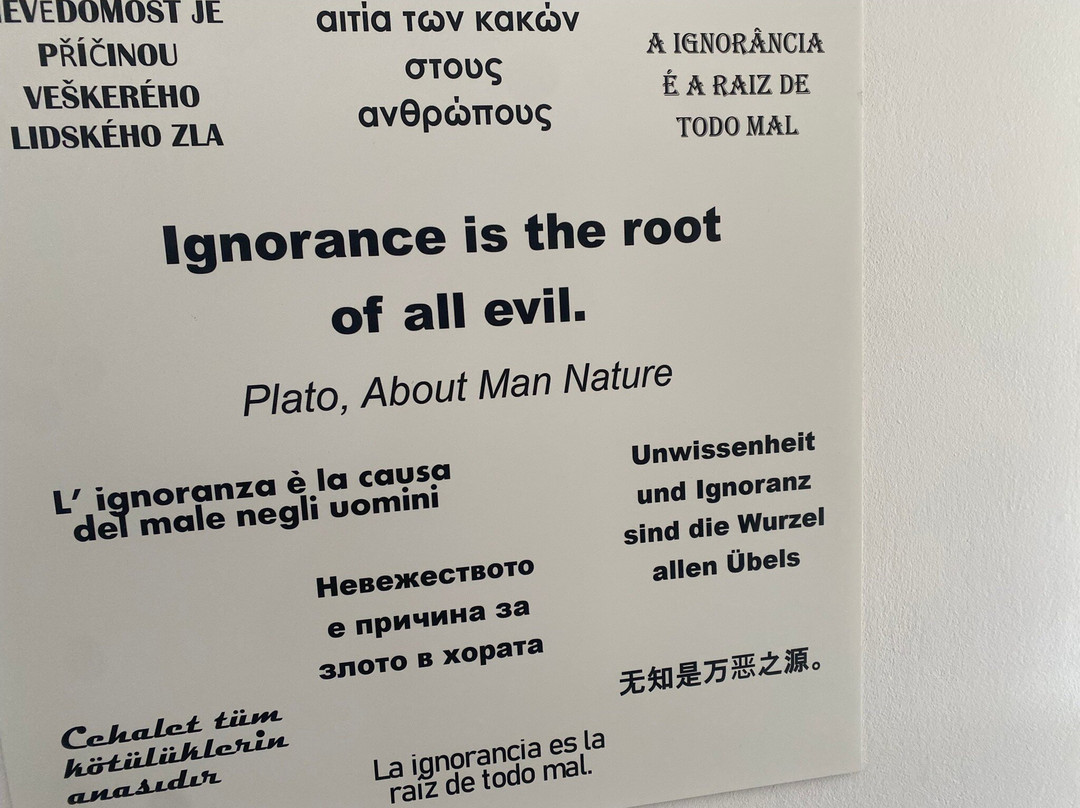 NEVĚDOMOST JE
PŘÍČINOU
VEŠKERÉHO
LIDSKÉHO ZLA
αιτία των κακών
στους
ανθρώπους
A IGNORÂNCIA
É A RAIZ DE
TODO MAL
Ignorance is the root
of all evil.
Plato, About Man Nature
L' ignoranza è la causa
del male negli uomini
Unwissenheit
und Ignoranz
sind die Wurzel
allen Übels
Невежеството
е причина за
злото в хората
无知是万恶之源。
Cehalet tüm
kötülüklerin
anasıdır
La ignorancia es la
raíz de todo mal.